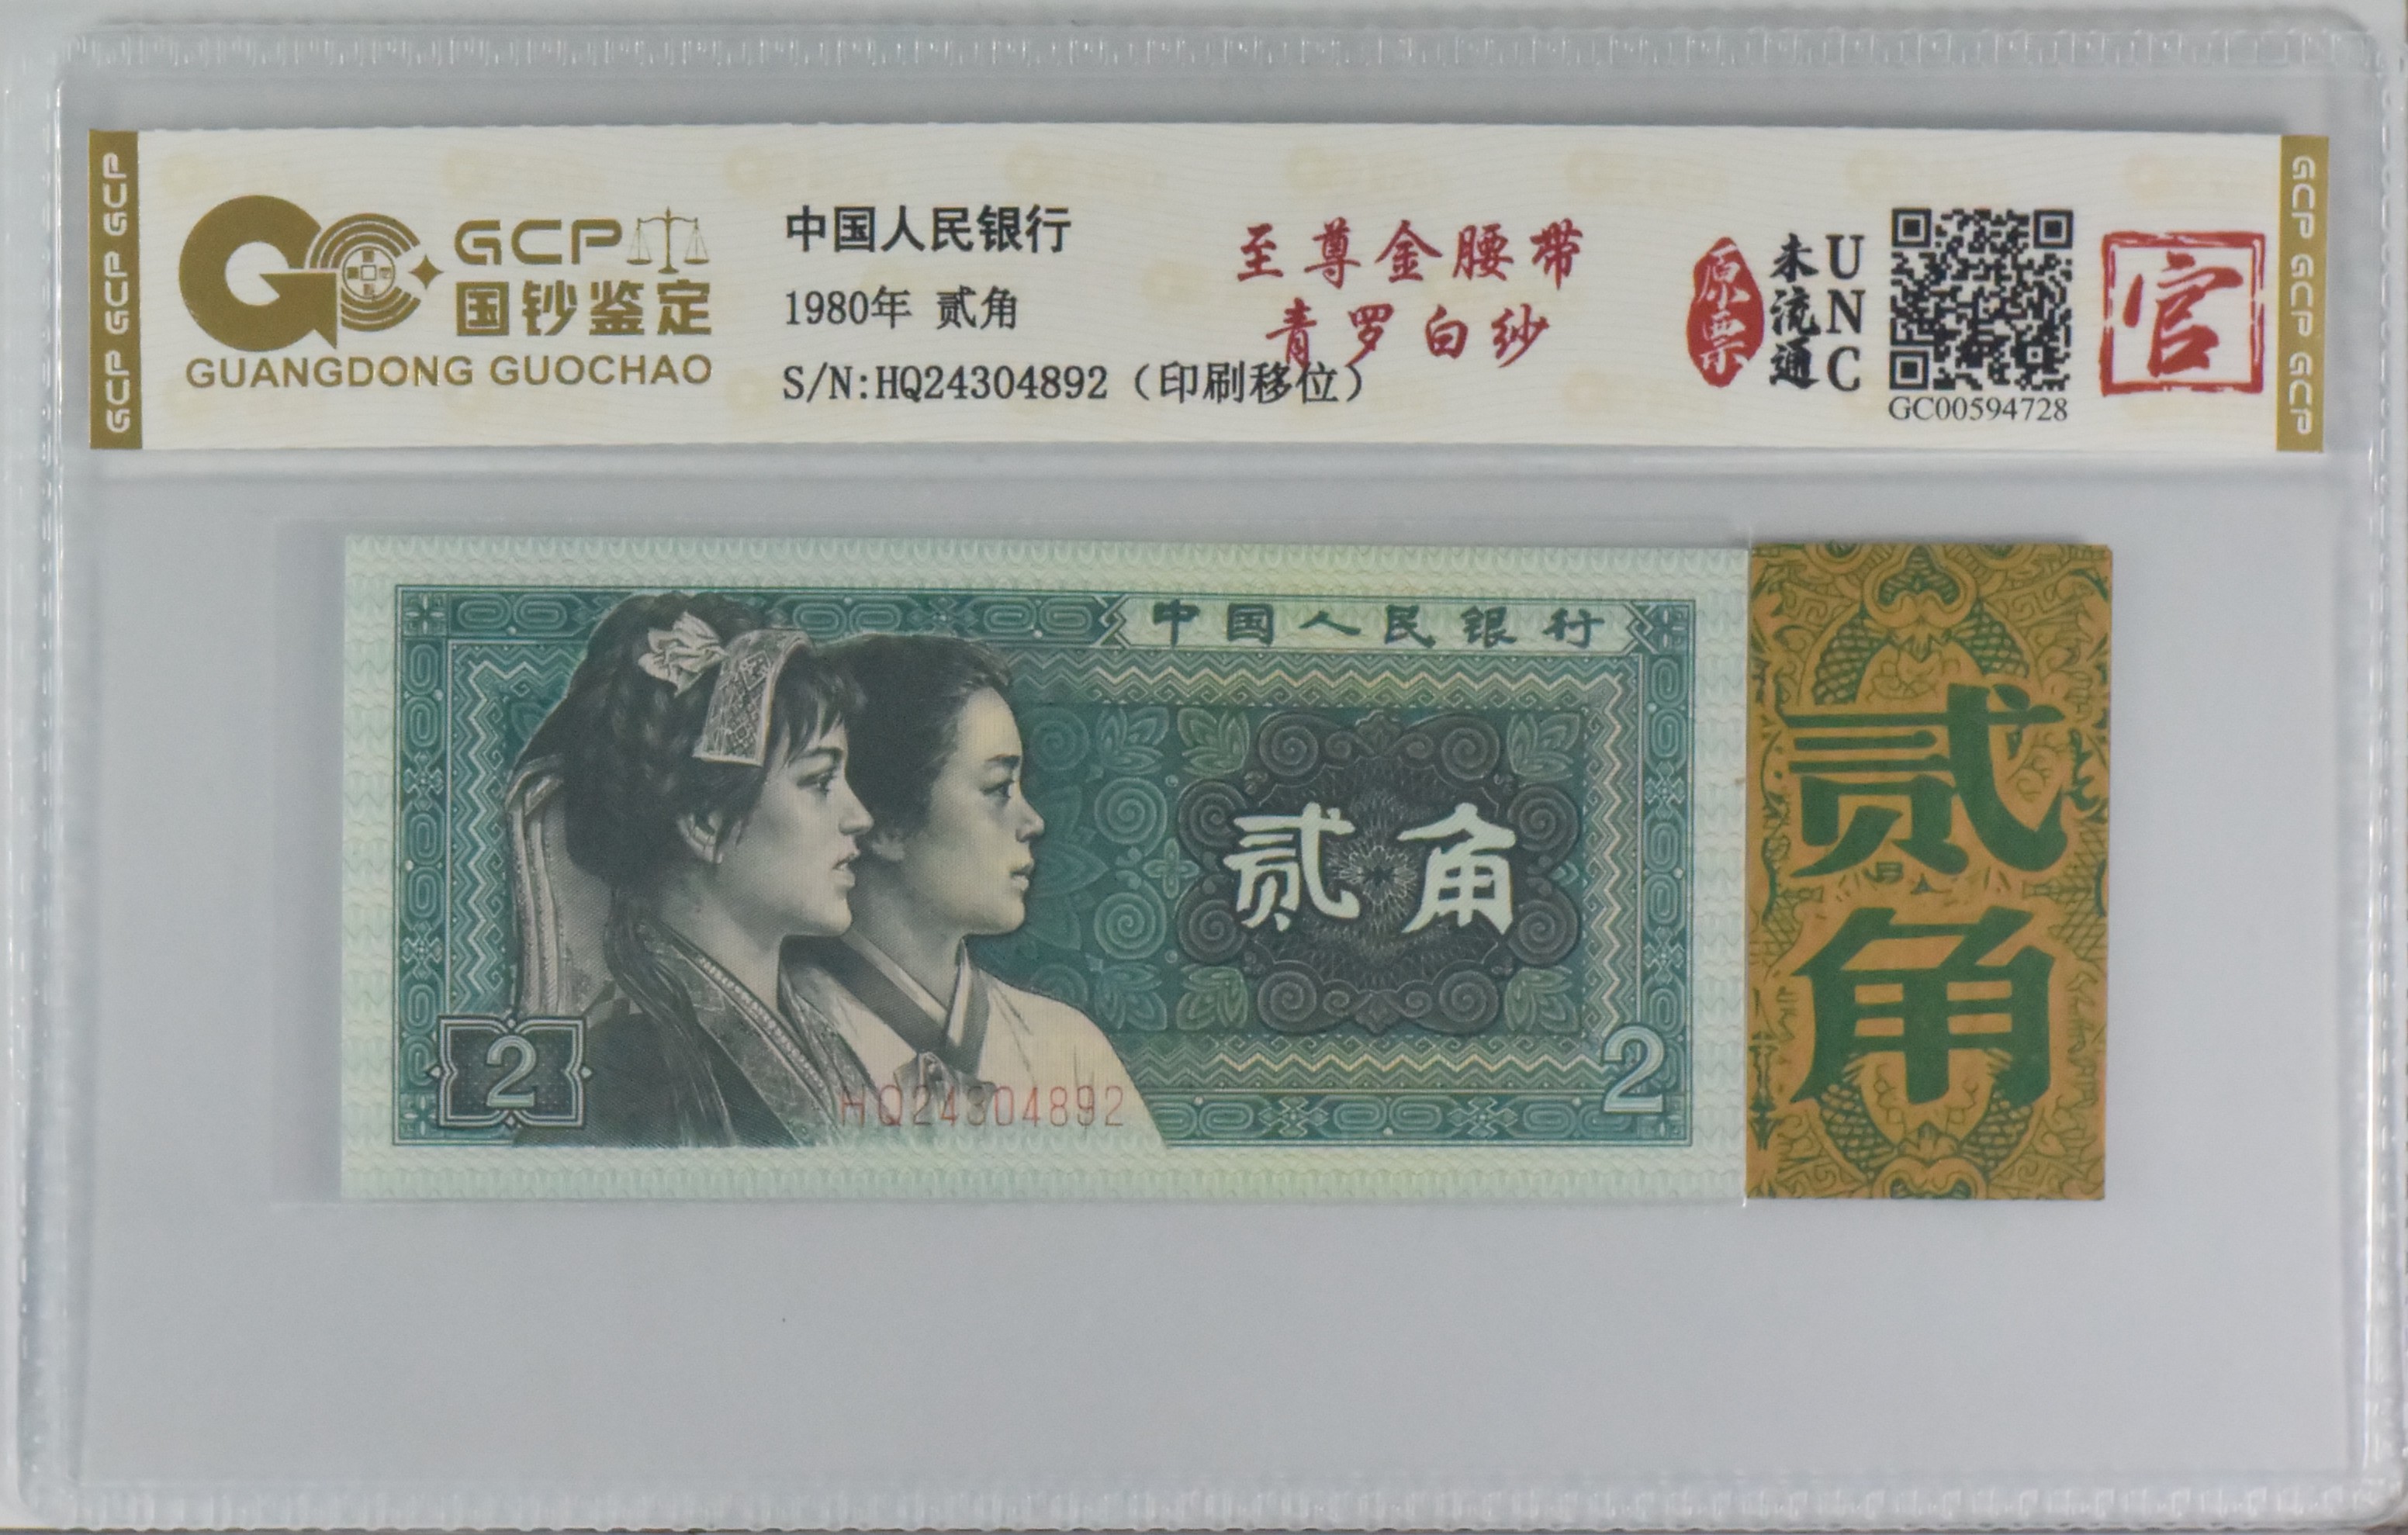 GCP GCP GCP
GCP
国钞鉴定
GUANGDONG GUOCHAO
中国人民银行
1980年 贰角
S/N:HQ24304892（印刷移位）
至尊金腰带
青罗白纱
原票
未流通
UNC
GC00594728
官
GCP GCP GCP
中国人民银行
贰角
2
HQ24304892
2
贰角